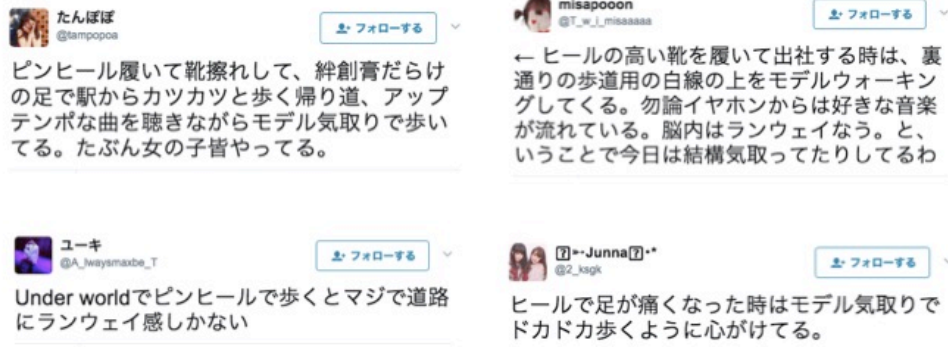 たんぽぽ
@tampopoa
フォローする
ピンヒール履いて靴擦れして、絆創膏だらけ
の足で駅からカツカツと歩く帰り道、アップ
テンポな曲を聴きながらモデル気取りで歩い
てる。たぶん女の子皆やってる。
misapooon
@T_w_i_misaaaaa
フォローする
← ヒールの高い靴を履いて出社する時は、裏
通りの歩道用の白線の上をモデルウォーキン
グしてくる。勿論イヤホンからは好きな音楽
が流れている。脳内はランウェイなう。と、
いうことで今日は結構気取ってたりしてるわ
ユーキ
@A_lwaysmaxbe_T
フォローする
Under worldでピンヒールで歩くとマジで道路
にランウェイ感しかない
⍰➳·Junna⍰·*
@2_ksgk
フォローする
ヒールで足が痛くなった時はモデル気取りで
ドカドカ歩くように心がけてる。